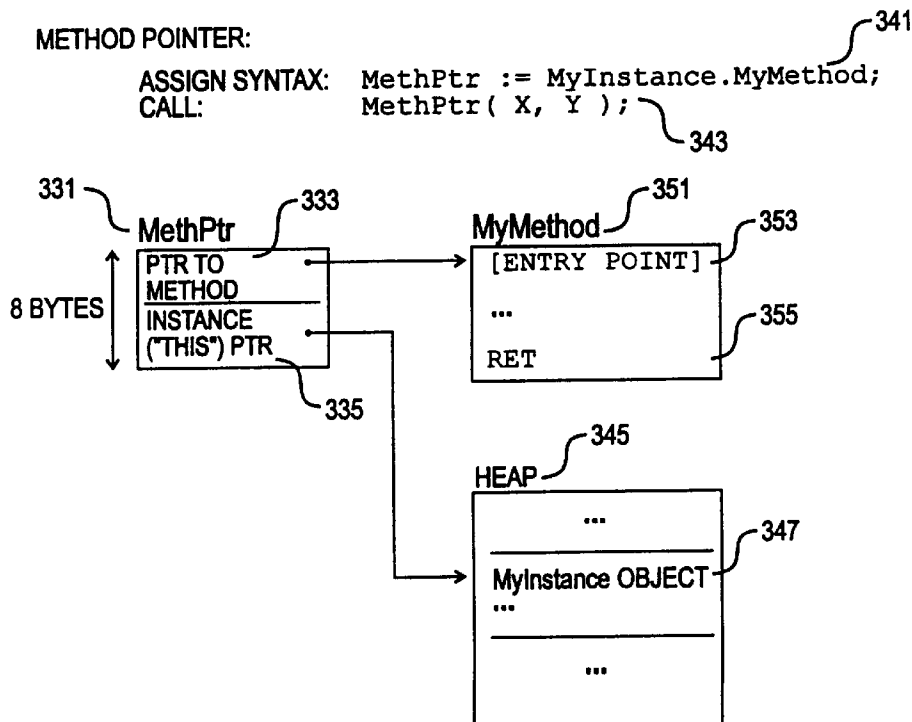 341
METHOD POINTER:
ASSIGN SYNTAX: MethPtr := MyInstance.MyMethod;
CALL: MethPtr( X, Y );
343
331
333
351
MethPtr
MyMethod
353
PTR TO
METHOD
[ENTRY POINT]
8 BYTES
...
INSTANCE
("THIS") PTR
355
RET
335
345
HEAP
...
347
MyInstance OBJECT
...
...